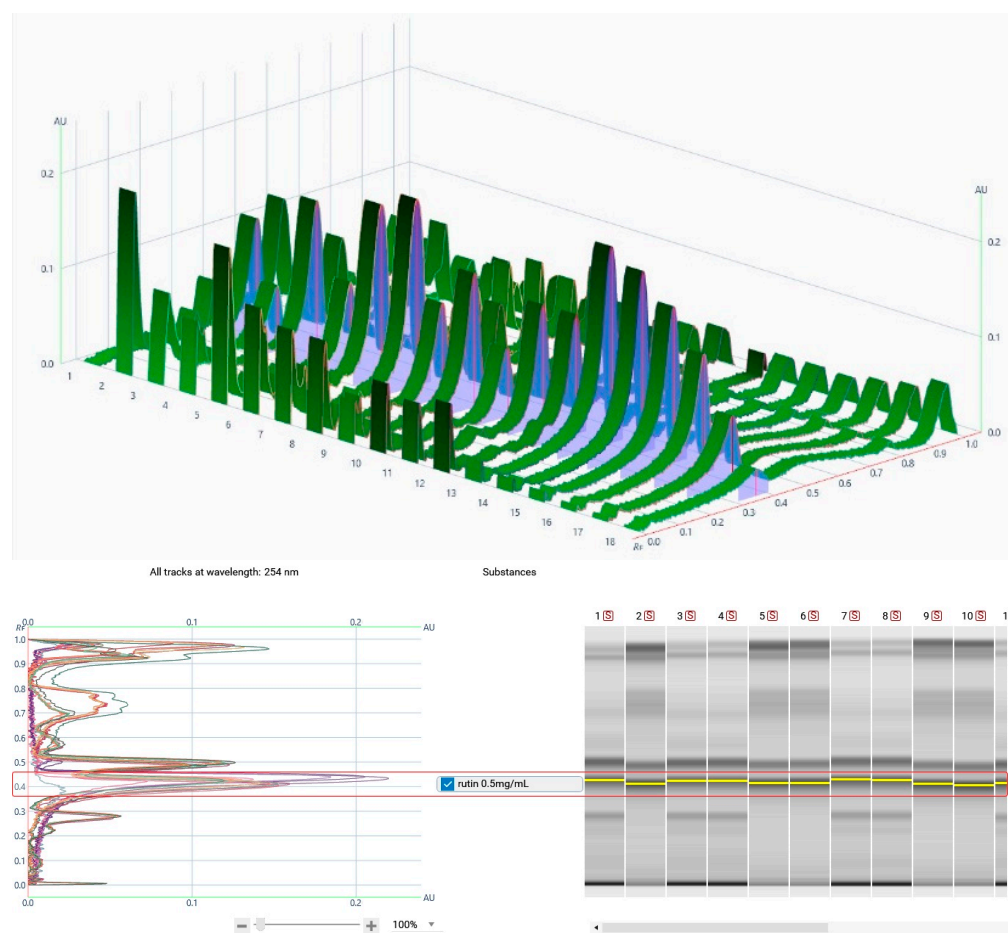 AU
0.2
0.1
0.0
AU
0.2
0.1
0.0
1 2 3 4 5 6 7 8 9 10 11 12 13 14 15 16 17 18
RF 0.0 0.1 0.2 0.3 0.4 0.5 0.6 0.7 0.8 0.9 1.0
All tracks at wavelength: 254 nm
Substances
0.0 0.1 0.2 AU
RF
1.0
0.9
0.8
0.7
0.6
0.5
0.4
0.3
0.2
0.1
0.0
0.0 0.1 0.2 AU
rutin 0.5mg/mL
1 S 2 S 3 S 4 S 5 S 6 S 7 S 8 S 9 S 10 S 1
100%